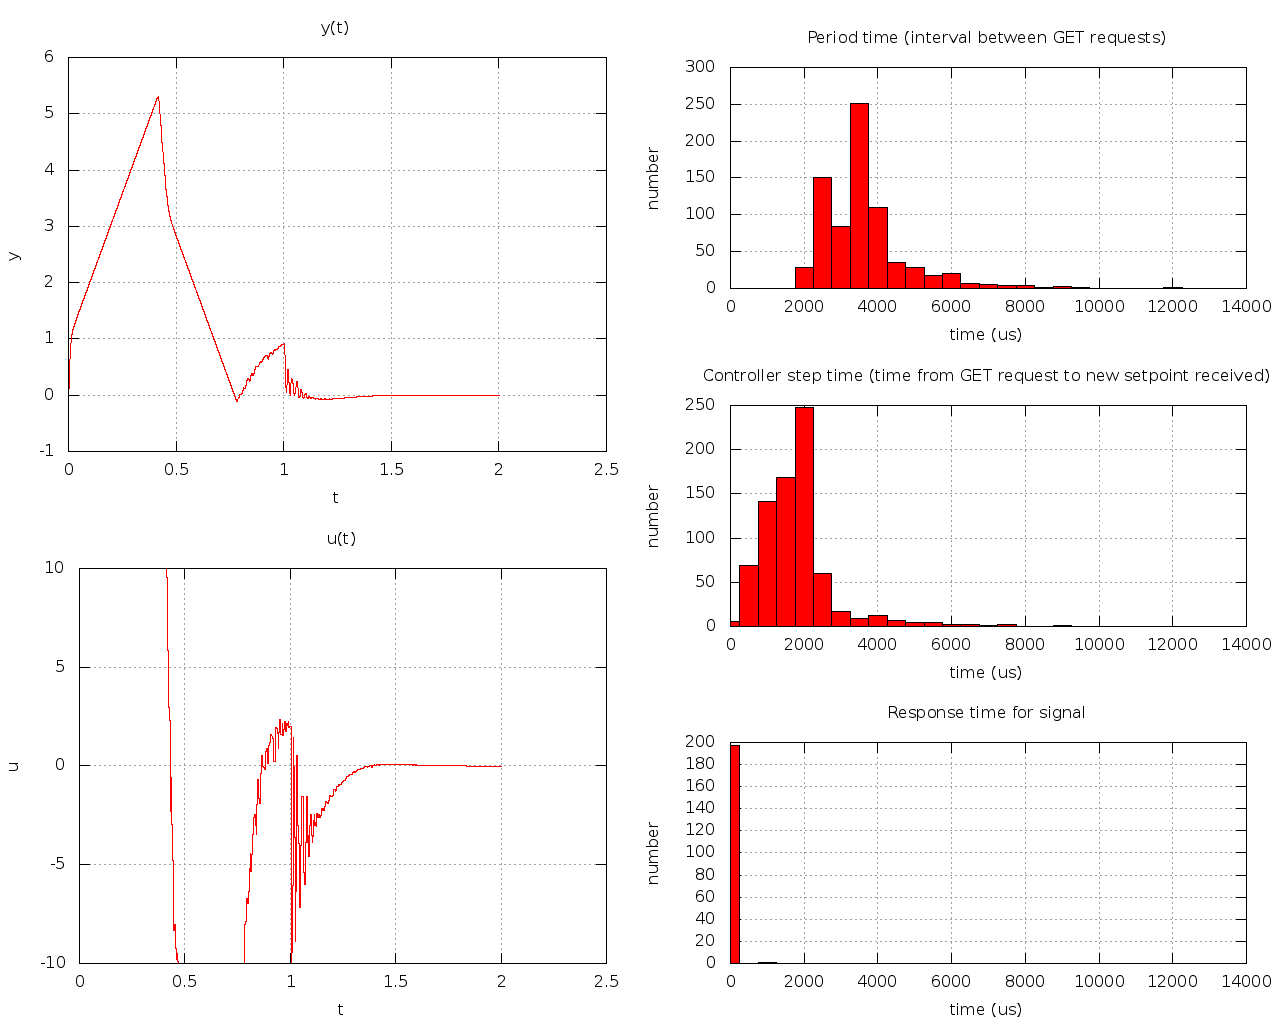 y(t)
6
5
4
3
2
1
0
-1
y
0 0.5 1 1.5 2 2.5
t
u(t)
10
5
0
-5
-10
u
0 0.5 1 1.5 2 2.5
t
Period time (interval between GET requests)
300
250
200
150
100
50
0
number
0 2000 4000 6000 8000 10000 12000 14000
time (us)
Controller step time (time from GET request to new setpoint received)
250
200
150
100
50
0
number
0 2000 4000 6000 8000 10000 12000 14000
time (us)
Response time for signal
200
180
160
140
120
100
80
60
40
20
0
number
0 2000 4000 6000 8000 10000 12000 14000
time (us)